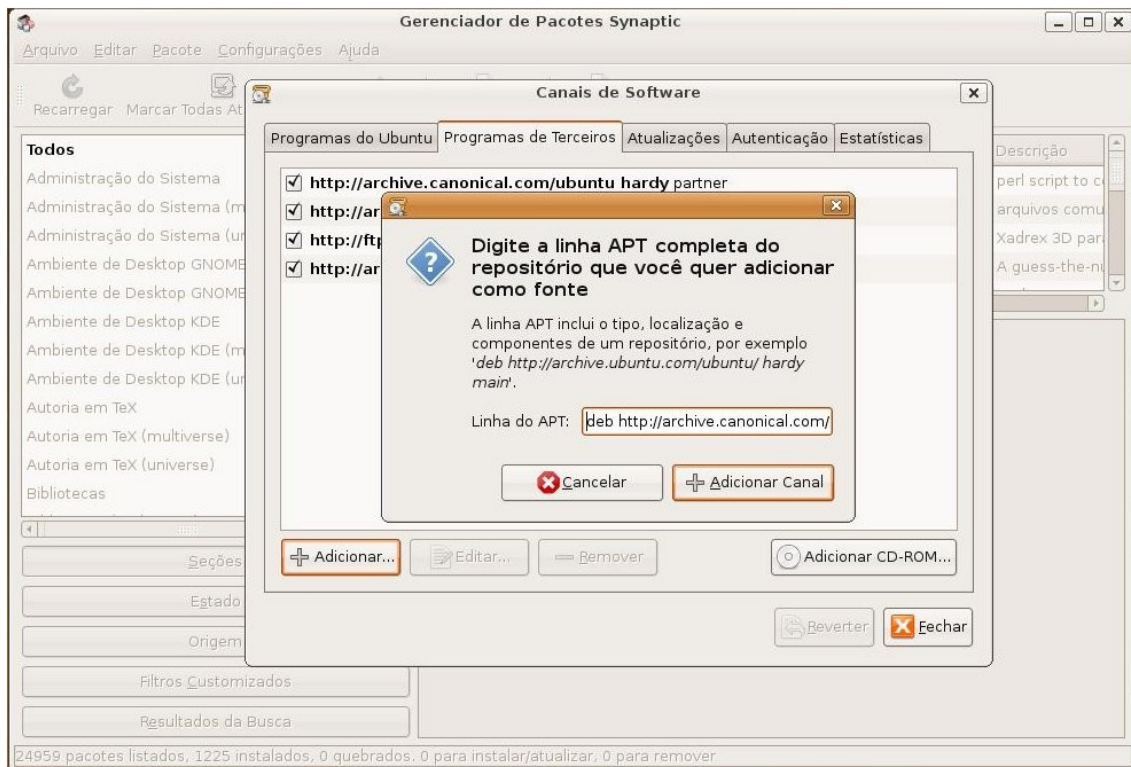 Gerenciador de Pacotes Synaptic
Arquivo Editar Pacote Configurações Ajuda
Recarregar Marcar Todas At
Canais de Software
Programas do Ubuntu Programas de Terceiros Atualizações Autenticação Estatísticas
Todos
Administração do Sistema
Administração do Sistema (m
Administração do Sistema (ur
Ambiente de Desktop GNOME
Ambiente de Desktop GNOME
Ambiente de Desktop KDE
Ambiente de Desktop KDE (m
Ambiente de Desktop KDE (ur
Autoria em TeX
Autoria em TeX (multiverse)
Autoria em TeX (universe)
Bibliotecas
http://archive.canonical.com/ubuntu hardy partner
http://ar
http://ftp
http://ar
Digite a linha APT completa do
repositório que você quer adicionar
como fonte
A linha APT inclui o tipo, localização e
componentes de um repositório, por exemplo
'deb http://archive.ubuntu.com/ubuntu/ hardy
main'.
Linha do APT: deb http://archive.canonical.com/
Cancelar Adicionar Canal
Adicionar... Editar... Remover Adicionar CD-ROM...
Reverter Fechar
Descrição
perl script to co
arquivos comu
Xadrex 3D para
A guess-the-nu
Seções
Estado
Origem
Filtros Customizados
Resultados da Busca
24959 pacotes listados, 1225 instalados, 0 quebrados. 0 para instalar/atualizar, 0 para remover